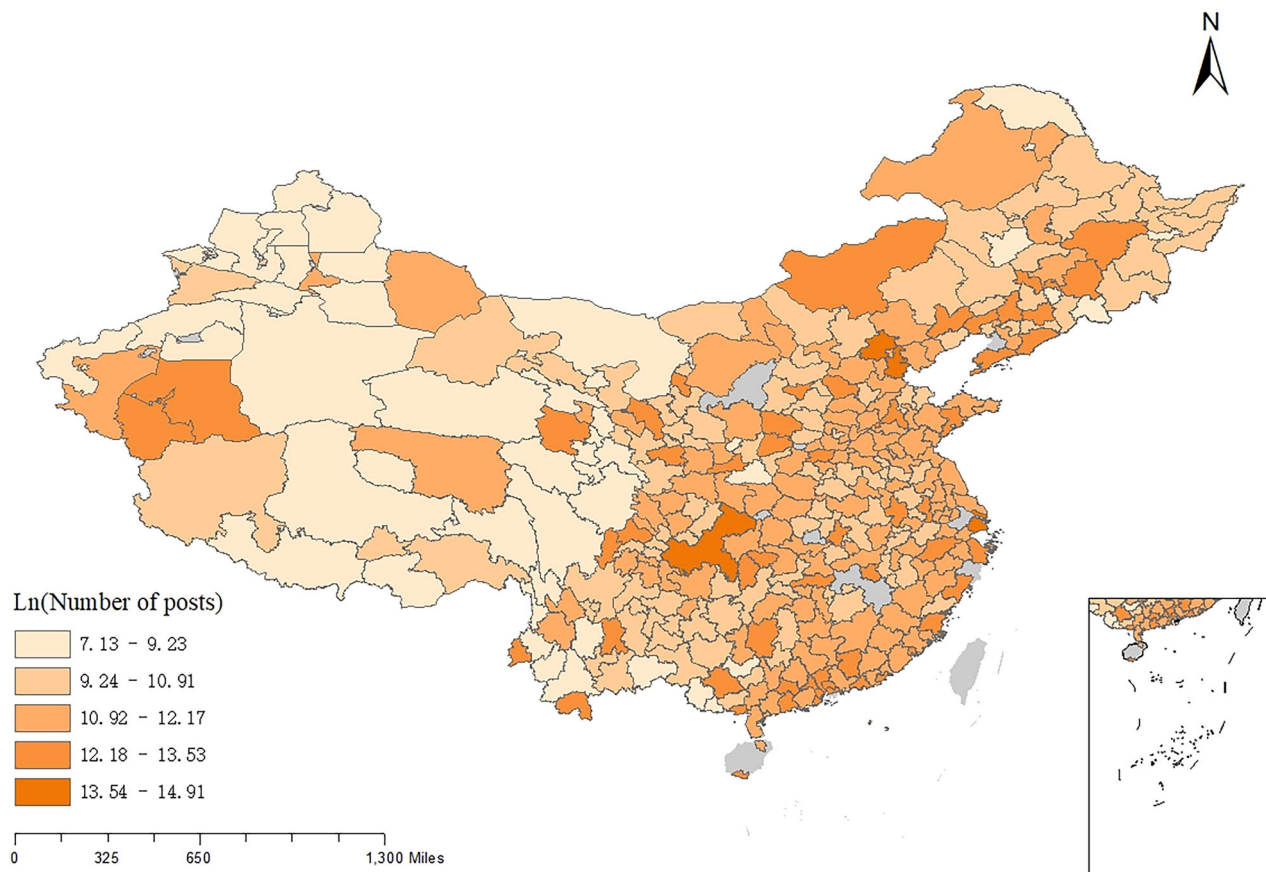 N
Ln(Number of posts)
7.13 - 9.23
9.24 - 10.91
10.92 - 12.17
12.18 - 13.53
13.54 - 14.91
0 325 650 1,300 Miles